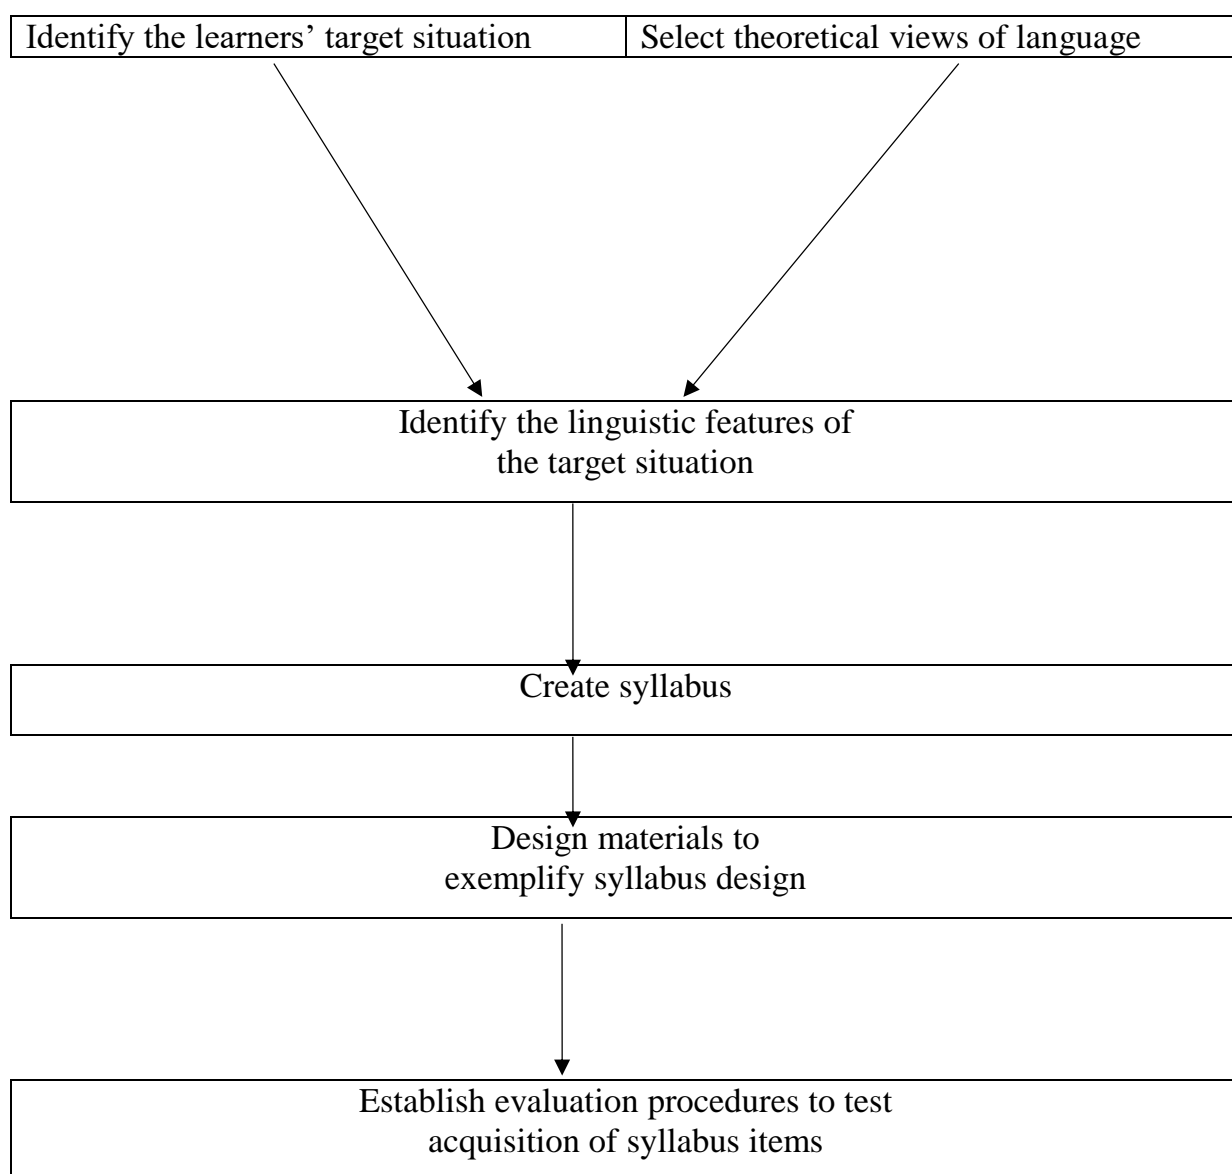 Identify the learners’ target situation
Select theoretical views of language
Identify the linguistic features of
the target situation
Create syllabus
Design materials to
exemplify syllabus design
Establish evaluation procedures to test
acquisition of syllabus items